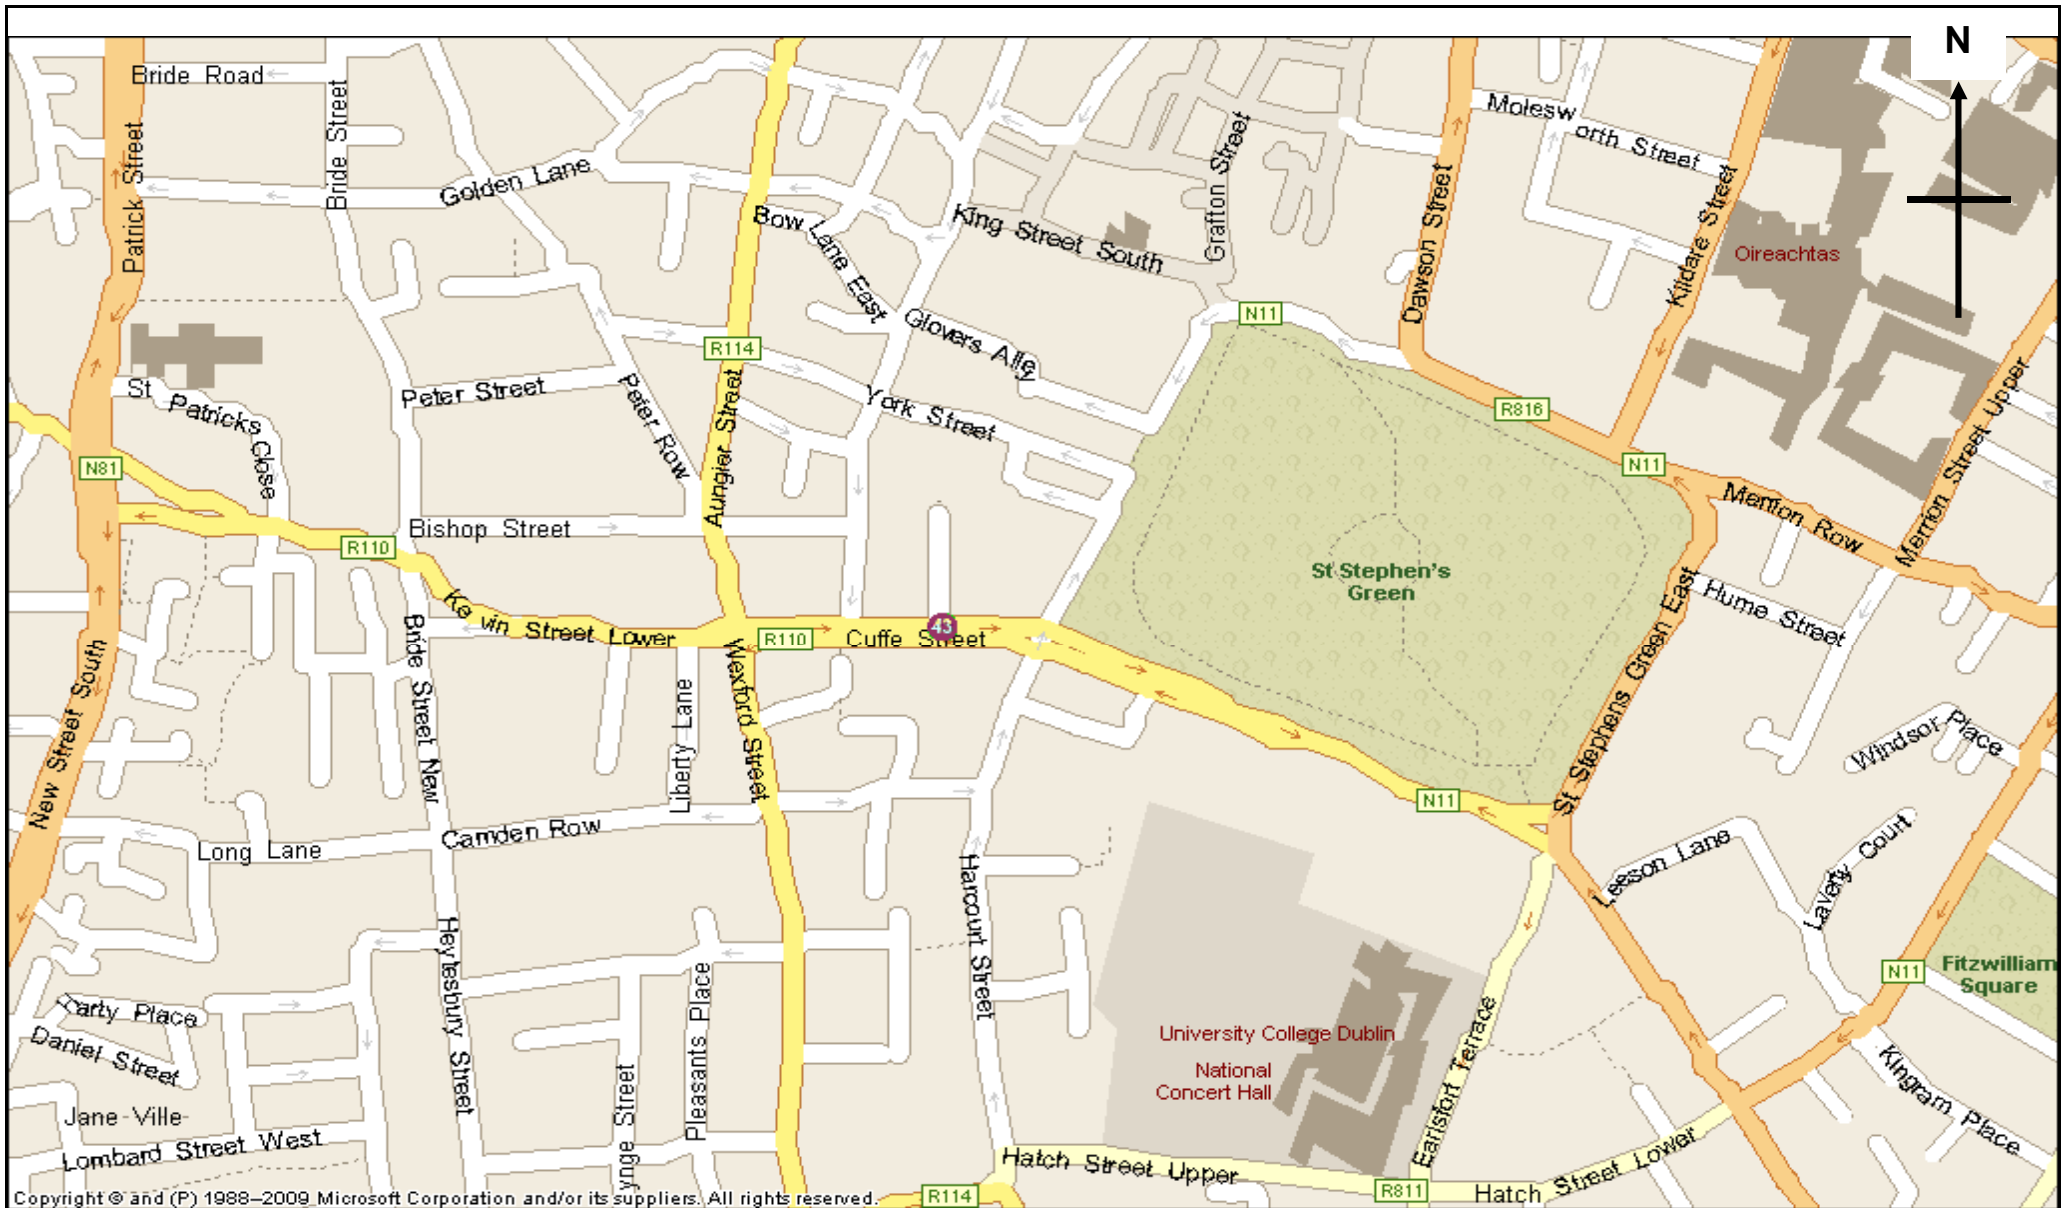 N
Bride Road
Bride Street
Patrick Street
Golden Lane
Bow Lane East
King Street South
Grafton Street
Dawson Street
Molesworth Street
Kildare Street
Oireachtas
N11
Glovers Alley
R114
R816
N11
Merrion Street Upper
Merrion Row
St Patricks Close
Peter Street
Peter Row
Aungier Street
York Street
N81
Bishop Street
R110
Kevin Street Lower
R110
Cuffe Street
43
St Stephen's
Green
Hume Street
St Stephens Green East
Windsor Place
New Street South
Bride Street New
Liberty Lane
Wexford Street
N11
Long Lane
Camden Row
Leeson Lane
Laverty Court
Harcourt Street
Heytesbury Street
Pleasants Place
N11
Fitzwilliam
Square
University College Dublin
National
Concert Hall
Earlsfort Terrace
Kingram Place
arty Place
Daniel Street
Jane-Ville-
Lombard Street West
ynge Street
Hatch Street Upper
R811
Hatch Street Lower
R114
Copyright © and (P) 1988–2009 Microsoft Corporation and/or its suppliers. All rights reserved.